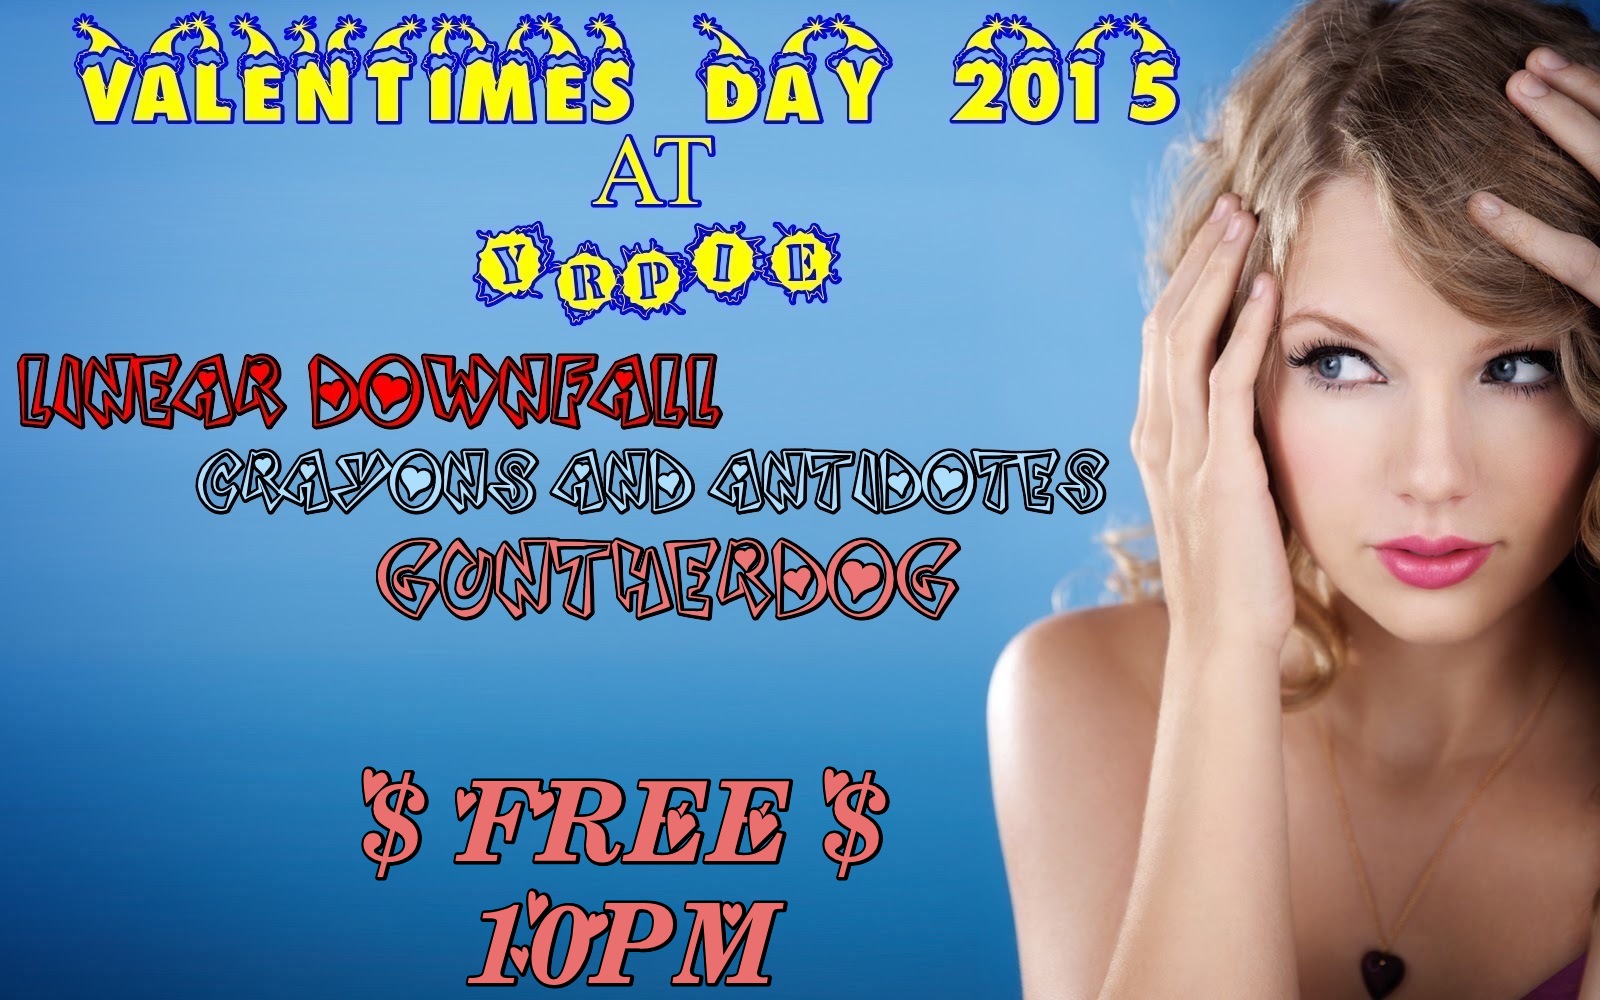 VALENTIMES DAY 2015
AT
YRPIE
LINEAR DOWNFALL
CRAYONS AND ANTIDOTES
GUNTHERDOG
$ FREE $
10PM